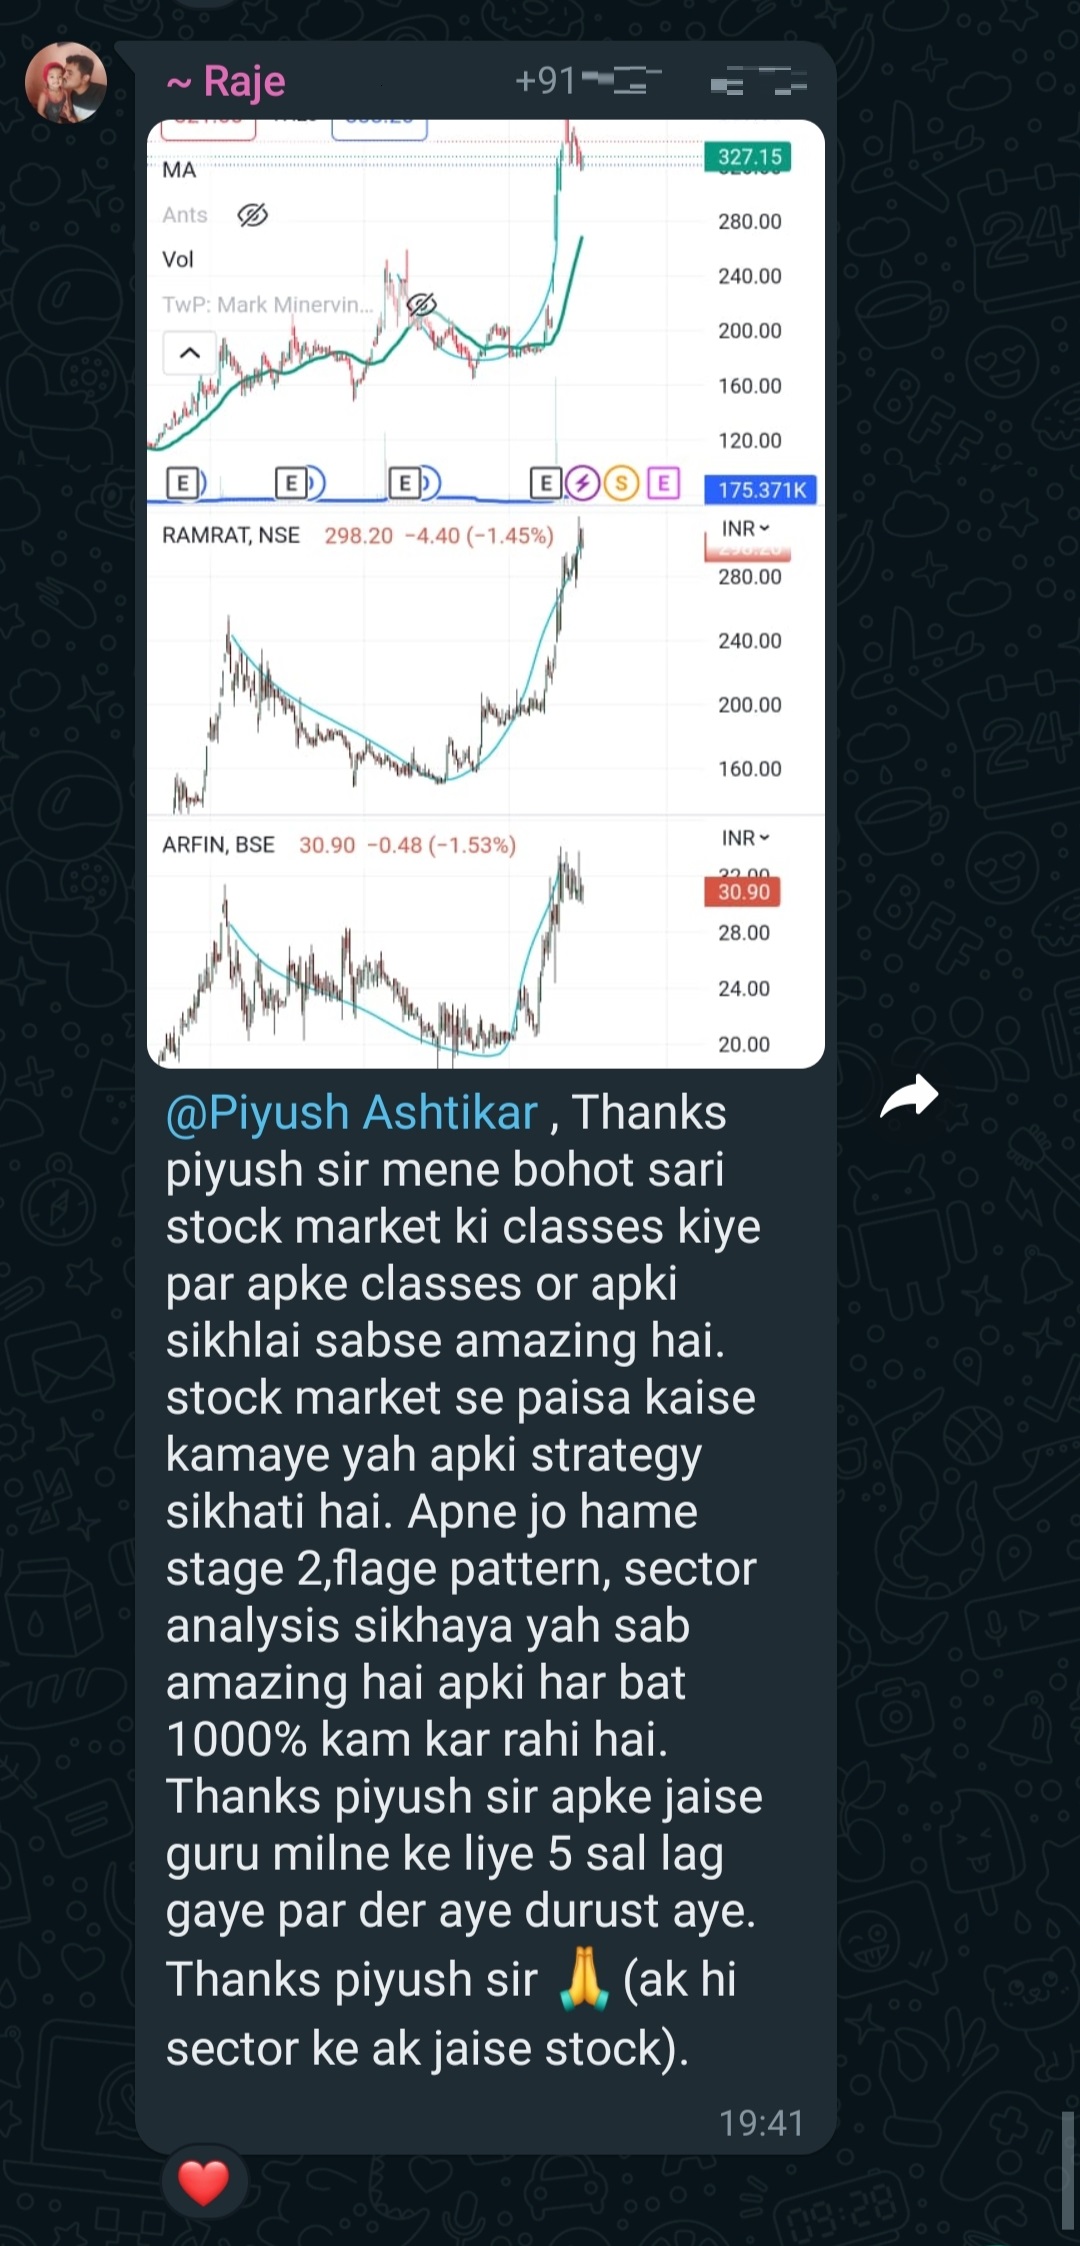 ~ Raje +91
MA
327.15
Ants
280.00
Vol
240.00
TwP: Mark Minervin...
200.00
160.00
120.00
E E E E S E
175.371K
RAMRAT, NSE 298.20 −4.40 (−1.45%)
INR
280.00
240.00
200.00
160.00
ARFIN, BSE 30.90 −0.48 (−1.53%)
INR
32.00
30.90
28.00
24.00
20.00
@Piyush Ashtikar , Thanks
piyush sir mene bohot sari
stock market ki classes kiye
par apke classes or apki
sikhlai sabse amazing hai.
stock market se paisa kaise
kamaye yah apki strategy
sikhati hai. Apne jo hame
stage 2,flage pattern, sector
analysis sikhaya yah sab
amazing hai apki har bat
1000% kam kar rahi hai.
Thanks piyush sir apke jaise
guru milne ke liye 5 sal lag
gaye par der aye durust aye.
Thanks piyush sir 🙏 (ak hi
sector ke ak jaise stock).
19:41